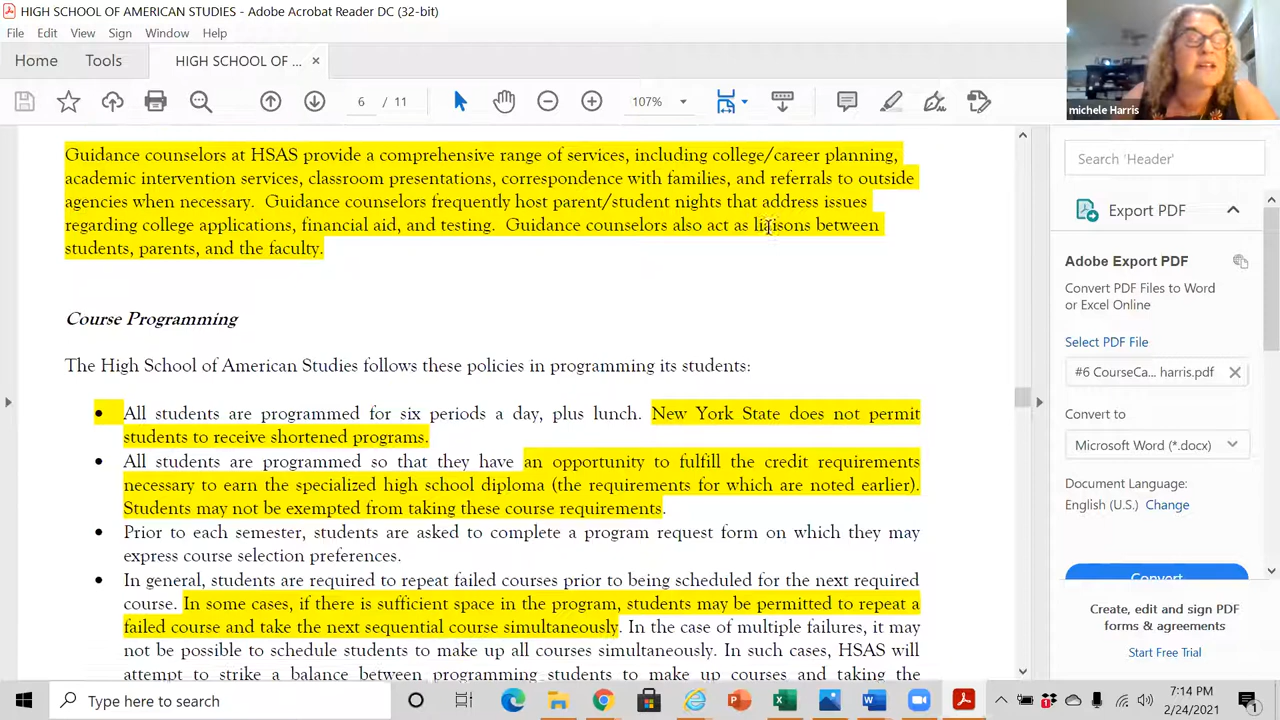 HIGH SCHOOL OF AMERICAN STUDIES - Adobe Acrobat Reader DC (32-bit)
File Edit View Sign Window Help
Home Tools HIGH SCHOOL OF ... ×
6 / 11 107%
michele Harris
Guidance counselors at HSAS provide a comprehensive range of services, including college/career planning,
academic intervention services, classroom presentations, correspondence with families, and referrals to outside
agencies when necessary. Guidance counselors frequently host parent/student nights that address issues
regarding college applications, financial aid, and testing. Guidance counselors also act as liaisons between
students, parents, and the faculty.
Course Programming
The High School of American Studies follows these policies in programming its students:
• All students are programmed for six periods a day, plus lunch. New York State does not permit
students to receive shortened programs.
• All students are programmed so that they have an opportunity to fulfill the credit requirements
necessary to earn the specialized high school diploma (the requirements for which are noted earlier).
Students may not be exempted from taking these course requirements.
• Prior to each semester, students are asked to complete a program request form on which they may
express course selection preferences.
• In general, students are required to repeat failed courses prior to being scheduled for the next required
course. In some cases, if there is sufficient space in the program, students may be permitted to repeat a
failed course and take the next sequential course simultaneously. In the case of multiple failures, it may
not be possible to schedule students to make up all courses simultaneously. In such cases, HSAS will
attempt to strike a balance between programming students to make up courses and taking the
Search 'Header'
Export PDF
Adobe Export PDF
Convert PDF Files to Word
or Excel Online
Select PDF File
#6 CourseCa... harris.pdf
Convert to
Microsoft Word (*.docx)
Document Language:
English (U.S.) Change
Convert
Create, edit and sign PDF
forms & agreements
Start Free Trial
Type here to search
7:14 PM
2/24/2021